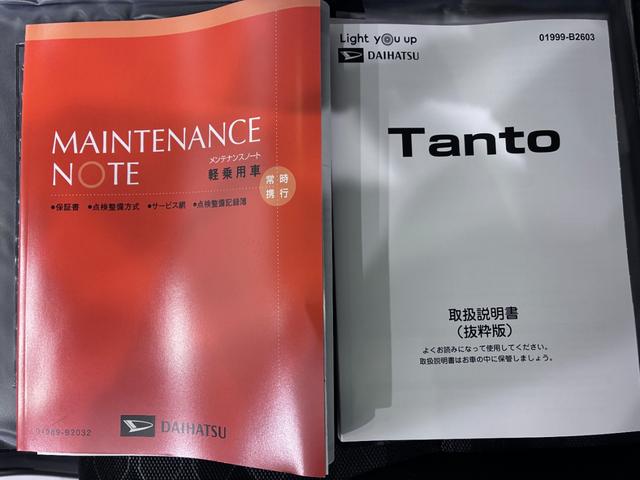 MAINTENANCE
NOTE
メンテナンスノート
軽乗用車
常時
携行
●保証書 ●点検整備方式 ●サービス網 ●点検整備記録簿
01989-B2032
DAIHATSU
Light you up
DAIHATSU
01999-B2603
Tanto
取扱説明書
(抜粋版)
よくお読みになって使用してください。
取扱説明書はお車の中に保管しましょう。